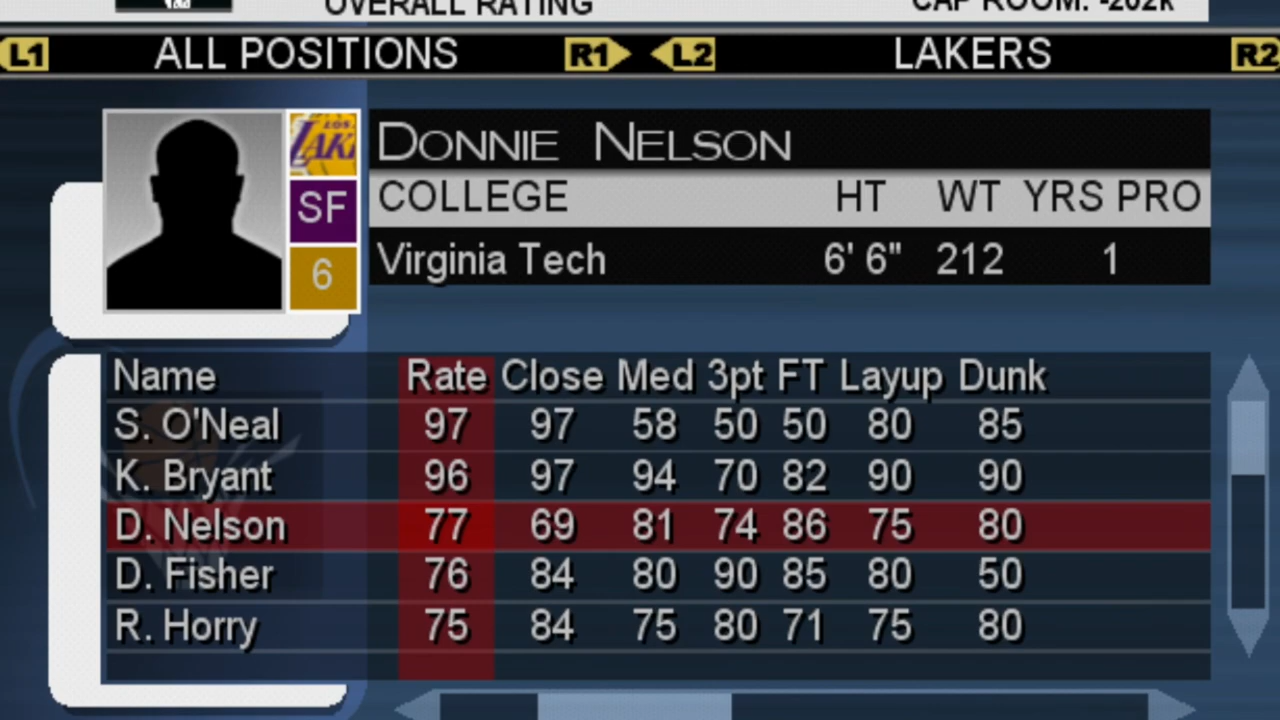 OVERALL RATING CAP ROOM: -202k
L1 ALL POSITIONS R1 L2 LAKERS R2
LOS
LAK
DONNIE NELSON
SF
COLLEGE HT WT YRS PRO
6
Virginia Tech 6' 6" 212 1
Name Rate Close Med 3pt FT Layup Dunk
S. O'Neal 97 97 58 50 50 80 85
K. Bryant 96 97 94 70 82 90 90
D. Nelson 77 69 81 74 86 75 80
D. Fisher 76 84 80 90 85 80 50
R. Horry 75 84 75 80 71 75 80